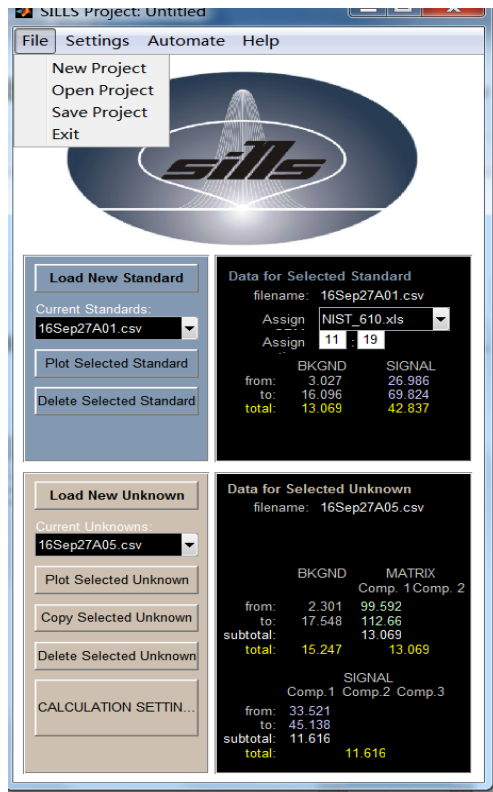 SILLS Project: Untitled
File Settings Automate Help
New Project
Open Project
Save Project
Exit
sills
Load New Standard
Current Standards:
16Sep27A01.csv
Plot Selected Standard
Delete Selected Standard
Data for Selected Standard
filename: 16Sep27A01.csv
Assign NIST_610.xls
Assign 11 : 19
BKGND SIGNAL
from: 3.027 26.986
to: 16.096 69.824
total: 13.069 42.837
Load New Unknown
Current Unknowns:
16Sep27A05.csv
Plot Selected Unknown
Copy Selected Unknown
Delete Selected Unknown
CALCULATION SETTIN...
Data for Selected Unknown
filename: 16Sep27A05.csv
BKGND MATRIX
Comp. 1 Comp. 2
from: 2.301 99.592
to: 17.548 112.66
subtotal: 13.069
total: 15.247 13.069
SIGNAL
Comp.1 Comp.2 Comp.3
from: 33.521
to: 45.138
subtotal: 11.616
total: 11.616